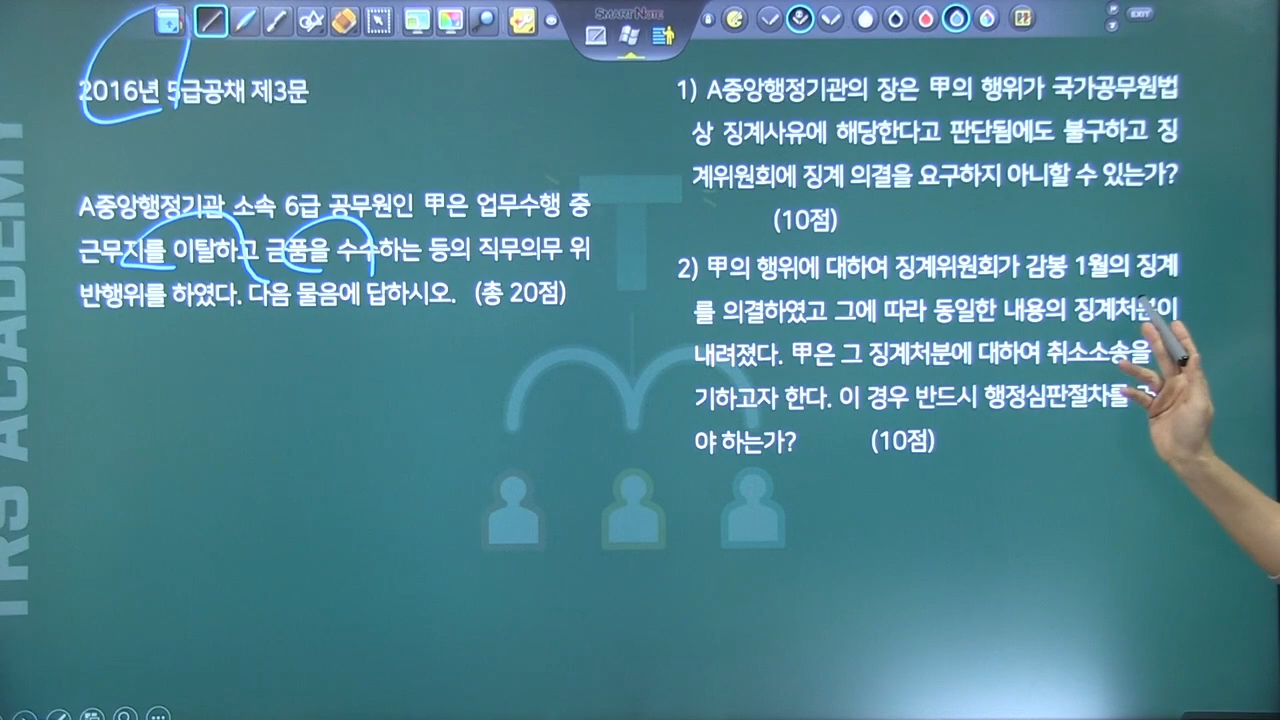 SMARTNOTE
EXIT
2016년 5급공채 제3문
A중앙행정기관 소속 6급 공무원인 甲은 업무수행 중
근무지를 이탈하고 금품을 수수하는 등의 직무의무 위
반행위를 하였다. 다음 물음에 답하시오. (총 20점)
1) A중앙행정기관의 장은 甲의 행위가 국가공무원법
상 징계사유에 해당한다고 판단됨에도 불구하고 징
계위원회에 징계 의결을 요구하지 아니할 수 있는가?
(10점)
2) 甲의 행위에 대하여 징계위원회가 감봉 1월의 징계
를 의결하였고 그에 따라 동일한 내용의 징계처분이
내려졌다. 甲은 그 징계처분에 대하여 취소소송을
기하고자 한다. 이 경우 반드시 행정심판절차를
야 하는가? (10점)
TRS ACADEMY